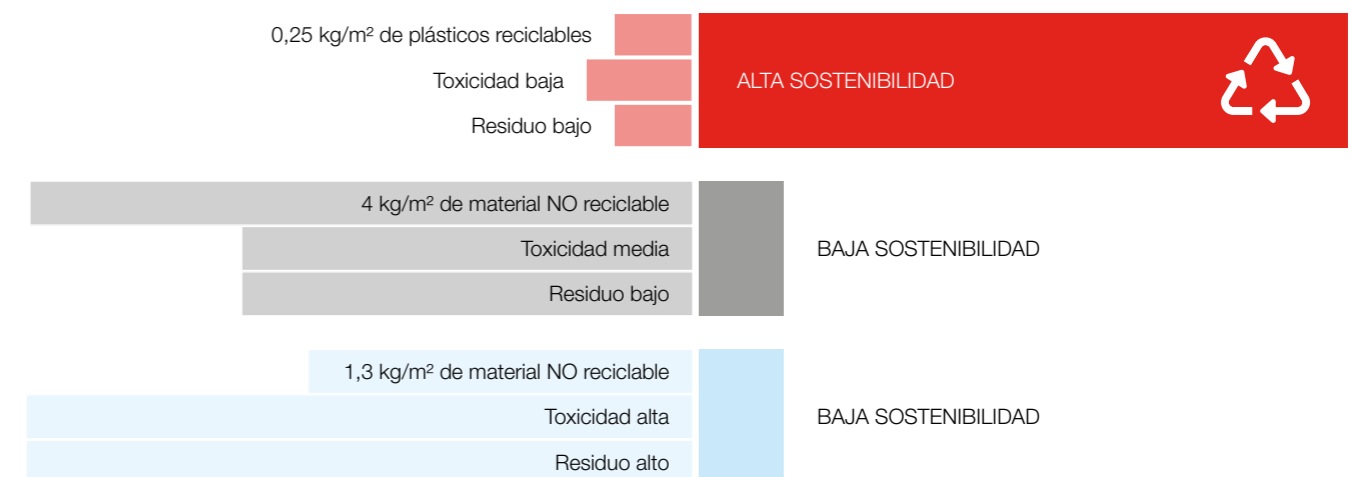 0,25 kg/m² de plásticos reciclables
Toxicidad baja
Residuo bajo
ALTA SOSTENIBILIDAD
4 kg/m² de material NO reciclable
Toxicidad media
Residuo bajo
BAJA SOSTENIBILIDAD
1,3 kg/m² de material NO reciclable
Toxicidad alta
Residuo alto
BAJA SOSTENIBILIDAD